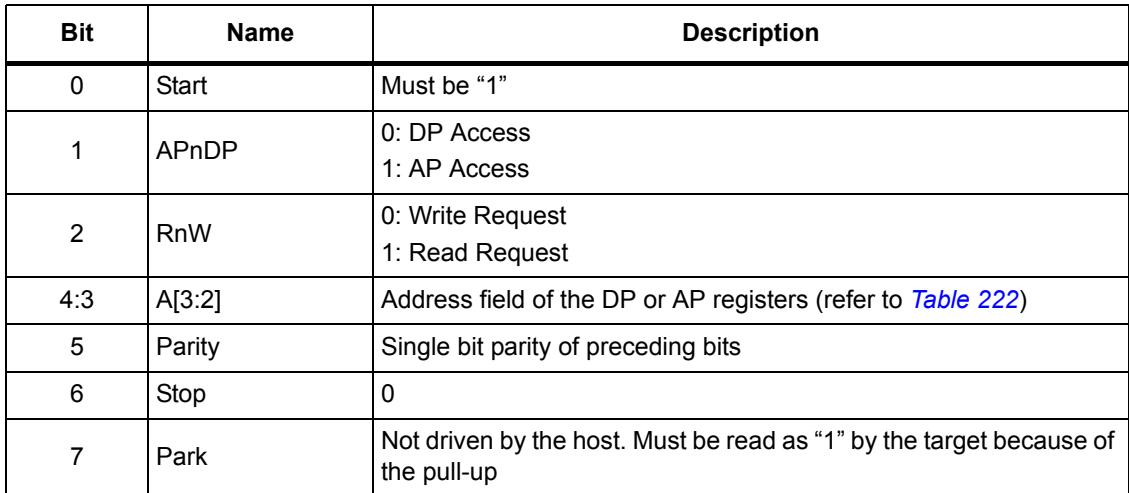 Bit Name Description
0 Start Must be “1”
1 APnDP 0: DP Access
1: AP Access
2 RnW 0: Write Request
1: Read Request
4:3 A[3:2] Address field of the DP or AP registers (refer to Table 222)
5 Parity Single bit parity of preceding bits
6 Stop 0
7 Park Not driven by the host. Must be read as “1” by the target because of
the pull-up